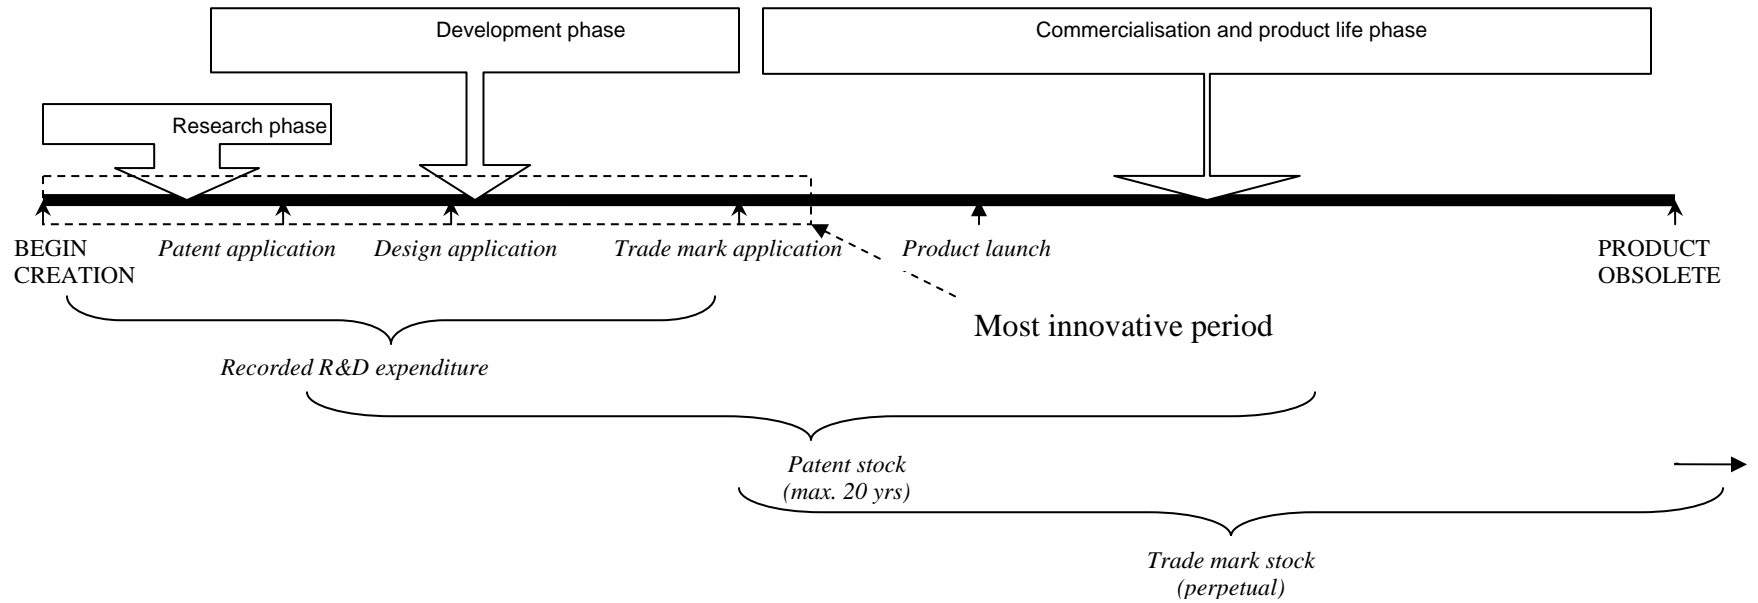 Development phase
Commercialisation and product life phase
Research phase
BEGIN
CREATION
Patent application
Design application
Trade mark application
Product launch
PRODUCT
OBSOLETE
Most innovative period
Recorded R&D expenditure
Patent stock
(max. 20 yrs)
Trade mark stock
(perpetual)